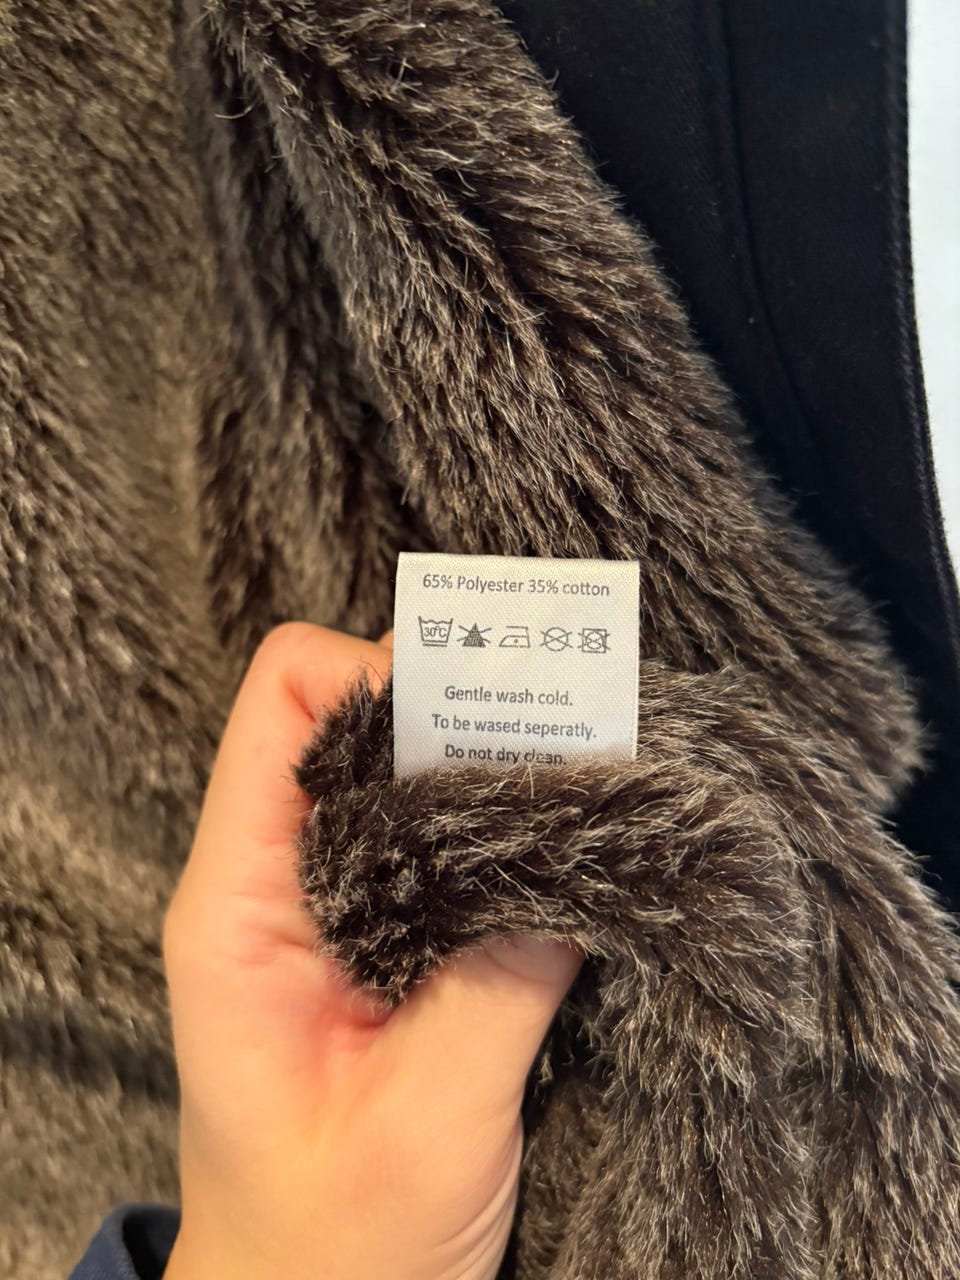 65% Polyester 35% cotton
30°C
Gentle wash cold.
To be wased seperatly.
Do not dry clean.